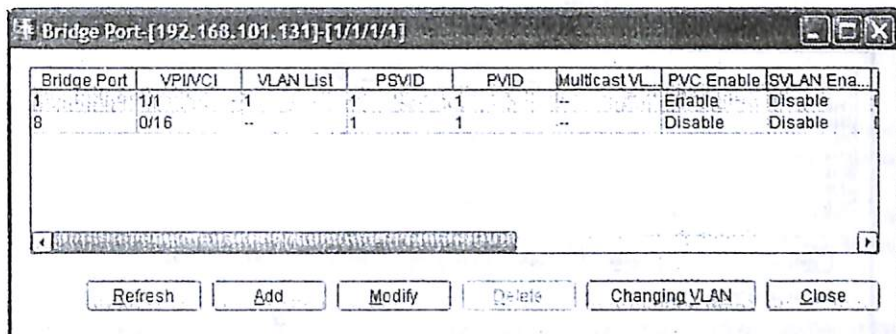 Bridge Port-[192.168.101.131]-[1/1/1/1]
Bridge Port VPI/VCI VLAN List PSVID PVID Multicast VL... PVC Enable SVLAN Ena...
1 1/1 1 1 1 -- Enable Disable
8 0/16 -- 1 1 -- Disable Disable
Refresh Add Modify Delete Changing VLAN Close